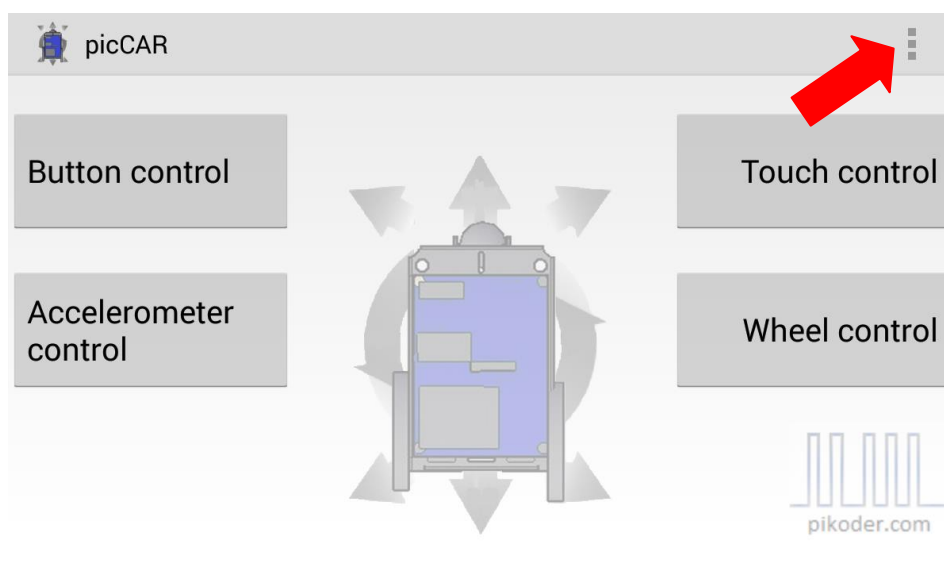 picCAR
Button control
Touch control
Accelerometer
control
Wheel control
pikoder.com